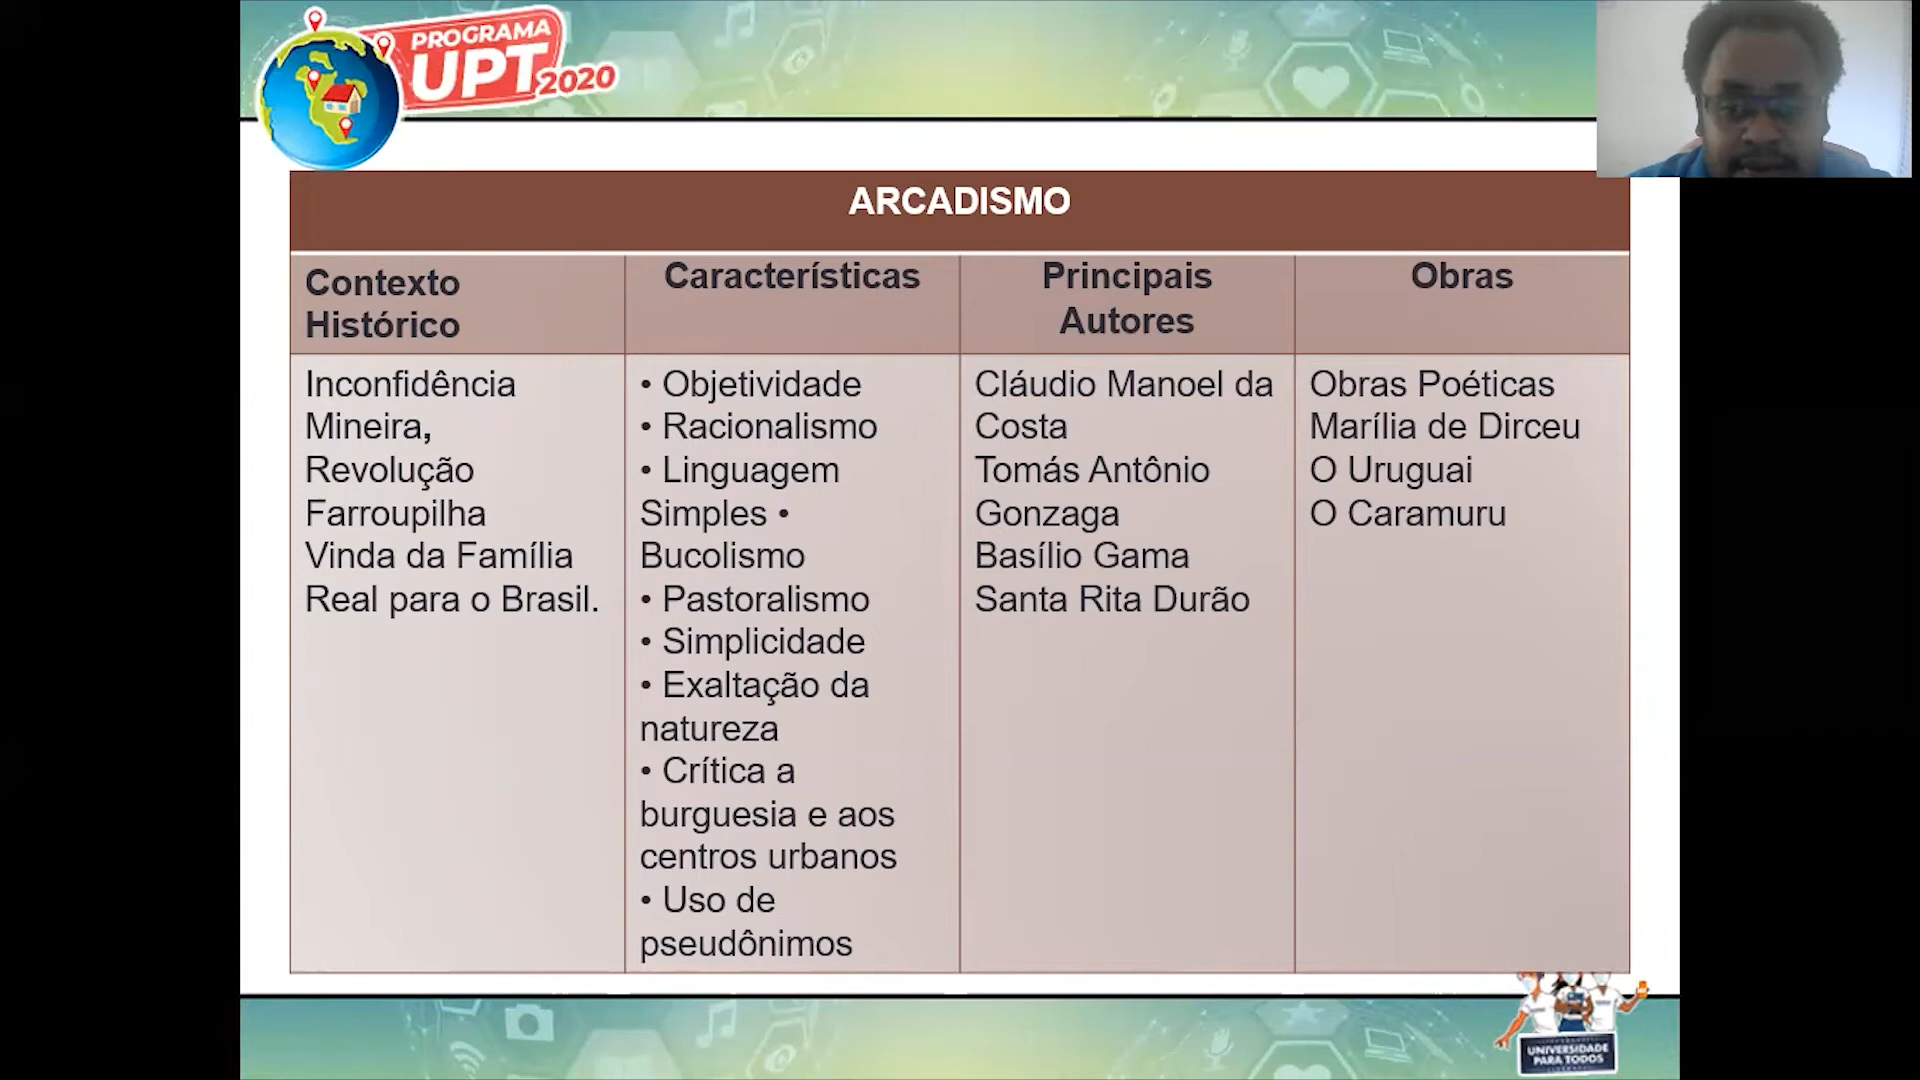 PROGRAMA
UPT 2020
ARCADISMO
Contexto
Histórico
Características
Principais
Autores
Obras
Inconfidência
Mineira,
Revolução
Farroupilha
Vinda da Família
Real para o Brasil.
• Objetividade
• Racionalismo
• Linguagem
Simples •
Bucolismo
• Pastoralismo
• Simplicidade
• Exaltação da
natureza
• Crítica a
burguesia e aos
centros urbanos
• Uso de
pseudônimos
Cláudio Manoel da
Costa
Tomás Antônio
Gonzaga
Basílio Gama
Santa Rita Durão
Obras Poéticas
Marília de Dirceu
O Uruguai
O Caramuru
UNIVERSIDADE
PARA TODOS